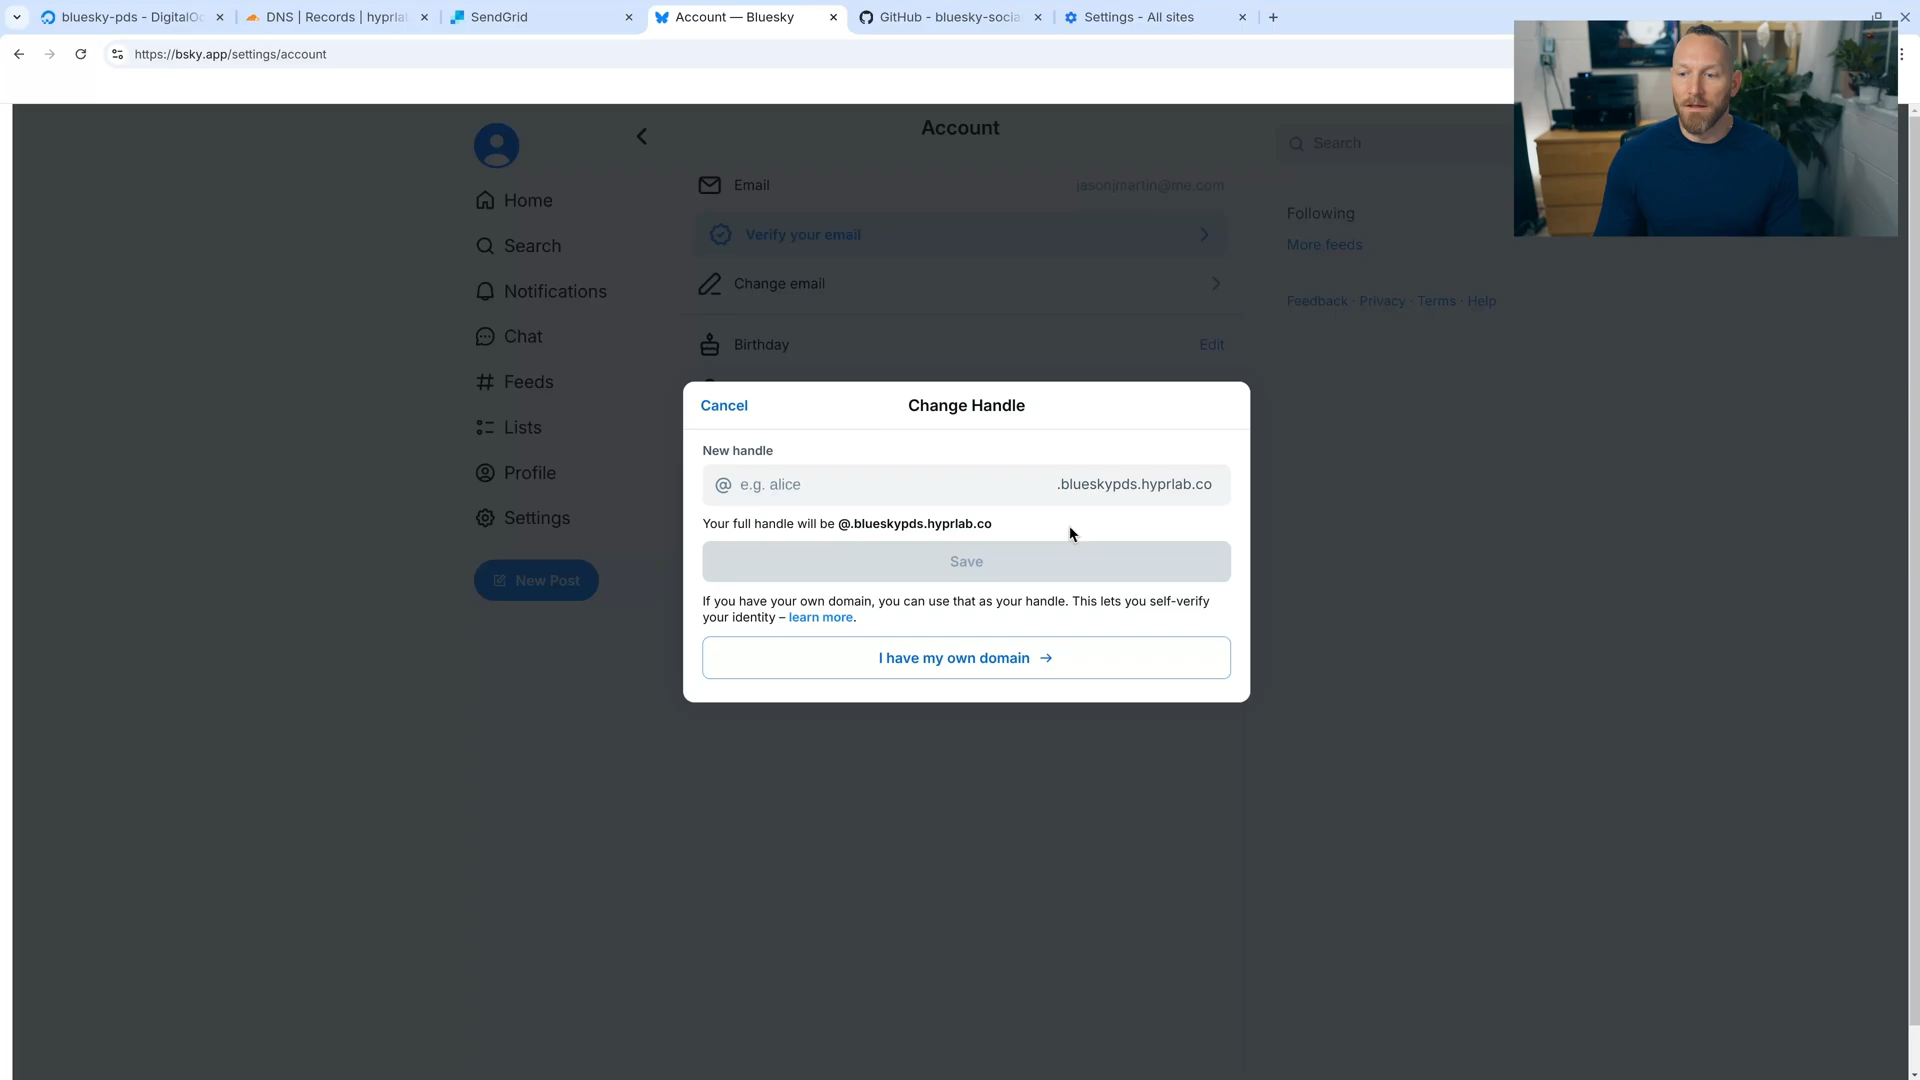 bluesky-pds - DigitalOc
DNS | Records | hyprla
SendGrid
Account — Bluesky
GitHub - bluesky-socia
Settings - All sites
https://bsky.app/settings/account
Account
Search
Home
Search
Notifications
Chat
Feeds
Lists
Profile
Settings
New Post
Email
jasonjmartin@me.com
Verify your email
Change email
Birthday
Edit
Following
More feeds
Feedback · Privacy · Terms · Help
Cancel
Change Handle
New handle
@ e.g. alice
.blueskypds.hyprlab.co
Your full handle will be @.blueskypds.hyprlab.co
Save
If you have your own domain, you can use that as your handle. This lets you self-verify
your identity – learn more.
I have my own domain →